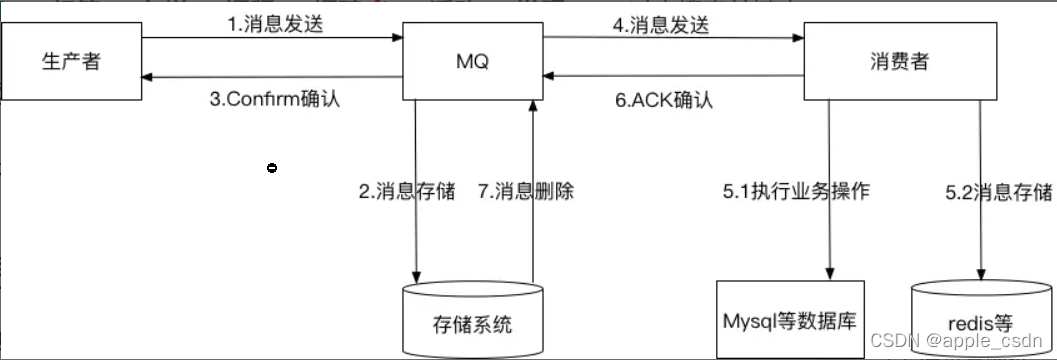 1.消息发送
4.消息发送
生产者
MQ
消费者
3.Confirm确认
6.ACK确认
2.消息存储
7.消息删除
5.1执行业务操作
5.2消息存储
存储系统
Mysql等数据库
redis等
CSDN @apple_csdn